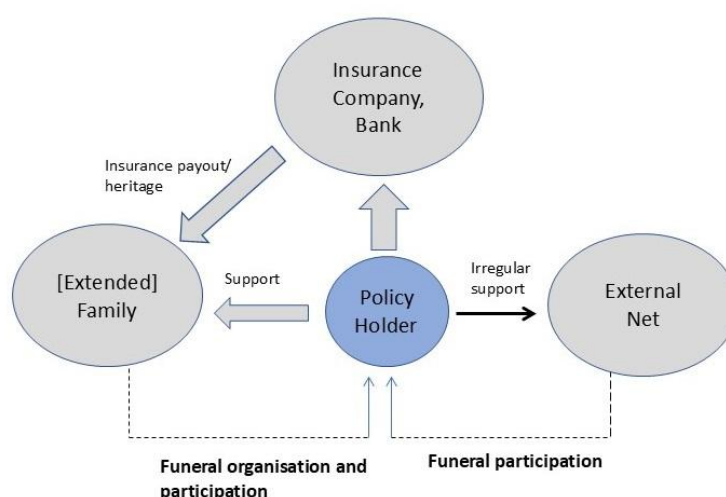 Insurance
Company,
Bank
Insurance payout/
heritage
[Extended]
Family
Support
Policy
Holder
Irregular
support
External
Net
Funeral organisation and
participation
Funeral participation